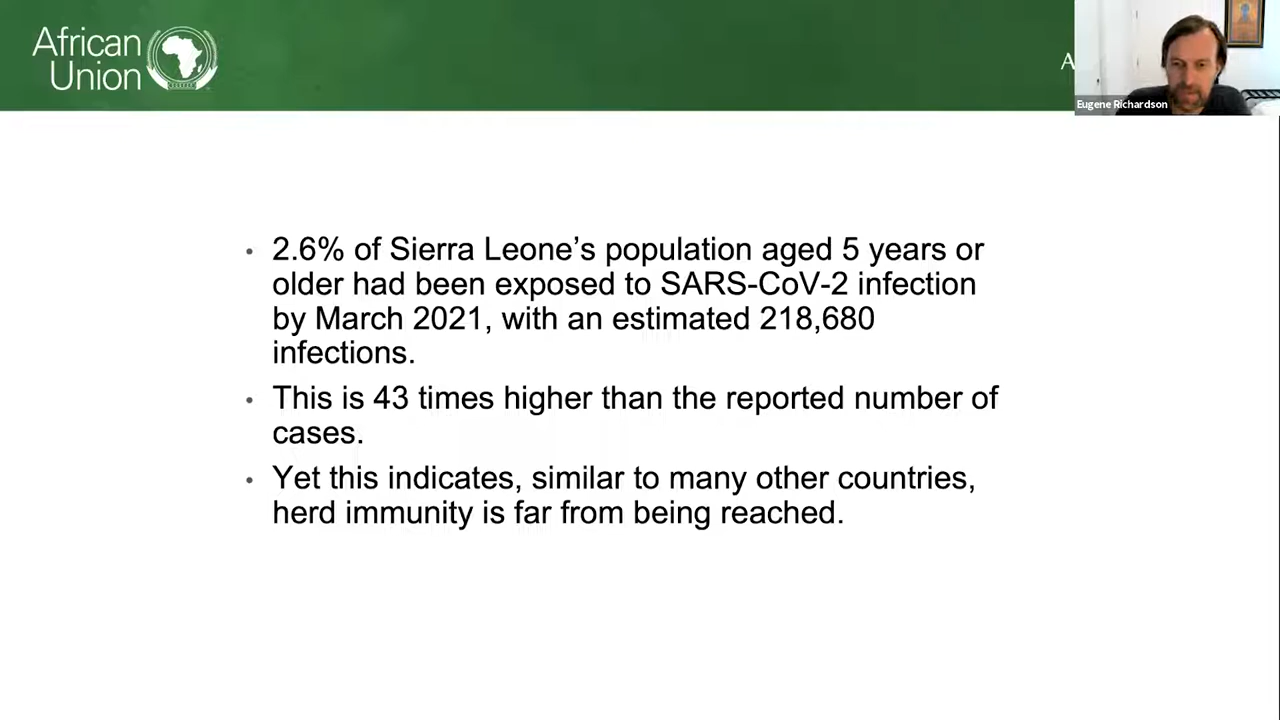 African
Union
A
Eugene Richardson
• 2.6% of Sierra Leone’s population aged 5 years or
older had been exposed to SARS-CoV-2 infection
by March 2021, with an estimated 218,680
infections.
• This is 43 times higher than the reported number of
cases.
• Yet this indicates, similar to many other countries,
herd immunity is far from being reached.